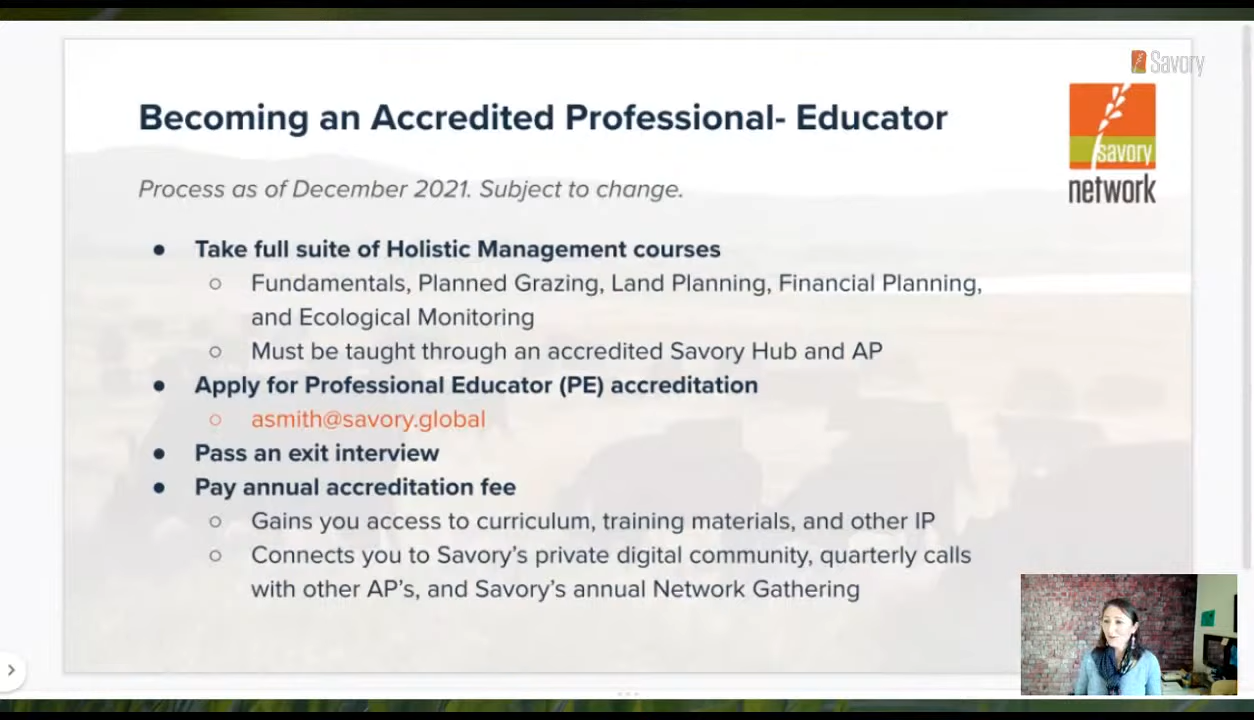 Savory
Becoming an Accredited Professional- Educator
savory
network
Process as of December 2021. Subject to change.
● Take full suite of Holistic Management courses
○ Fundamentals, Planned Grazing, Land Planning, Financial Planning,
and Ecological Monitoring
○ Must be taught through an accredited Savory Hub and AP
● Apply for Professional Educator (PE) accreditation
○ asmith@savory.global
● Pass an exit interview
● Pay annual accreditation fee
○ Gains you access to curriculum, training materials, and other IP
○ Connects you to Savory's private digital community, quarterly calls
with other AP's, and Savory's annual Network Gathering